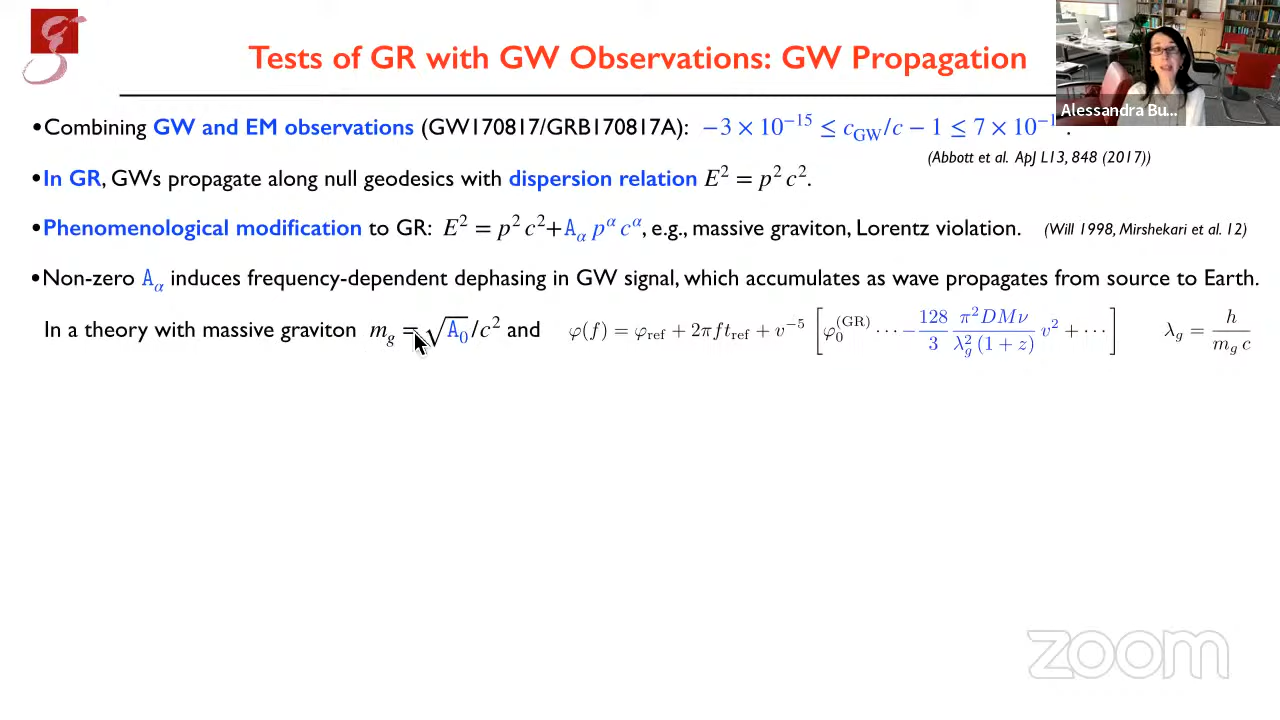 Tests of GR with GW Observations: GW Propagation
Alessandra Bu...
•Combining GW and EM observations (GW170817/GRB170817A): −3 × 10⁻¹⁵ ≤ c_GW/c − 1 ≤ 7 × 10⁻¹ .
(Abbott et al. ApJ L13, 848 (2017))
•In GR, GWs propagate along null geodesics with dispersion relation E² = p² c².
•Phenomenological modification to GR: E² = p² c²+A_α p^α c^α, e.g., massive graviton, Lorentz violation. (Will 1998, Mirshekari et al. 12)
•Non-zero A_α induces frequency-dependent dephasing in GW signal, which accumulates as wave propagates from source to Earth.
In a theory with massive graviton m_g = √A₀ /c² and φ(f) = φ_ref + 2πf t_ref + v⁻⁵ [φ₀^(GR) ··· − 128/3 π²DMν/λ_g² (1 + z) v² + ···] λ_g = h/m_g c
zoom